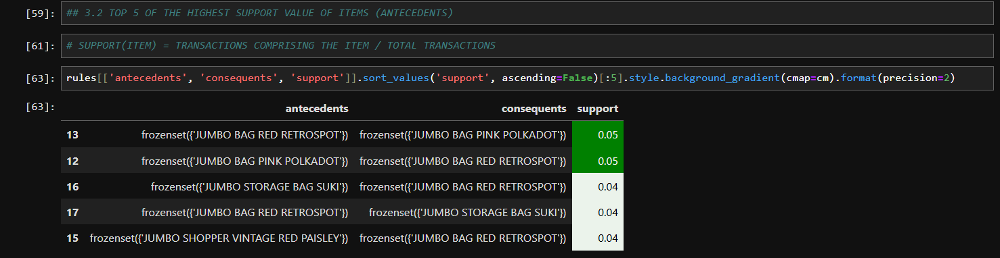 [59]: ## 3.2 TOP 5 OF THE HIGHEST SUPPORT VALUE OF ITEMS (ANTECEDENTS)
[61]: # SUPPORT(ITEM) = TRANSACTIONS COMPRISING THE ITEM / TOTAL TRANSACTIONS
[63]: rules[['antecedents', 'consequents', 'support']].sort_values('support', ascending=False)[:5].style.background_gradient(cmap=cm).format(precision=2)
[63]:
antecedents consequents support
13 frozenset({'JUMBO BAG RED RETROSPOT'}) frozenset({'JUMBO BAG PINK POLKADOT'}) 0.05
12 frozenset({'JUMBO BAG PINK POLKADOT'}) frozenset({'JUMBO BAG RED RETROSPOT'}) 0.05
16 frozenset({'JUMBO STORAGE BAG SUKI'}) frozenset({'JUMBO BAG RED RETROSPOT'}) 0.04
17 frozenset({'JUMBO BAG RED RETROSPOT'}) frozenset({'JUMBO STORAGE BAG SUKI'}) 0.04
15 frozenset({'JUMBO SHOPPER VINTAGE RED PAISLEY'}) frozenset({'JUMBO BAG RED RETROSPOT'}) 0.04